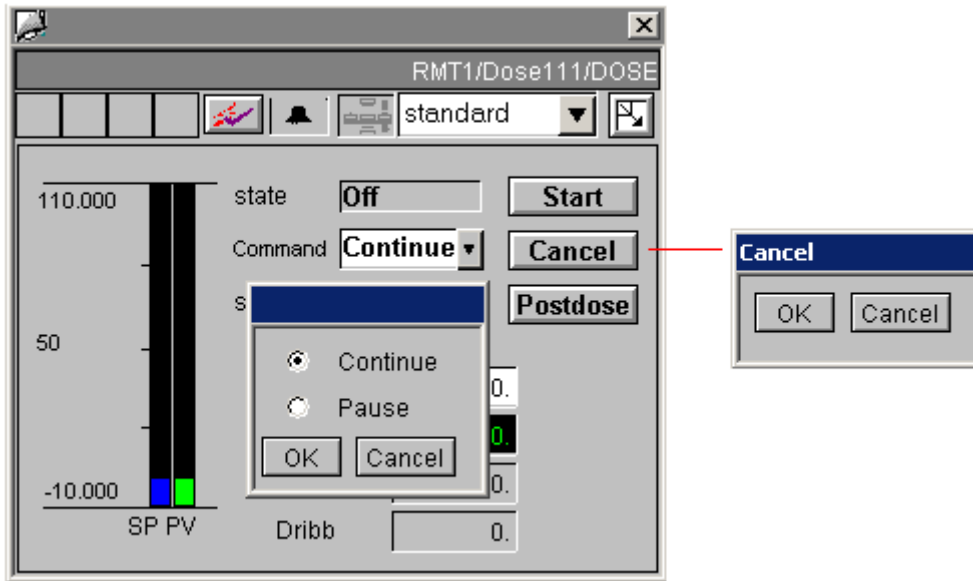 RMT1/Dose111/DOSE
standard
110.000
50
-10.000
SP PV
state Off Start
Command Continue Cancel
s Postdose
Continue
Pause
OK Cancel
0.
0.
0.
Dribb 0.
Cancel
OK Cancel